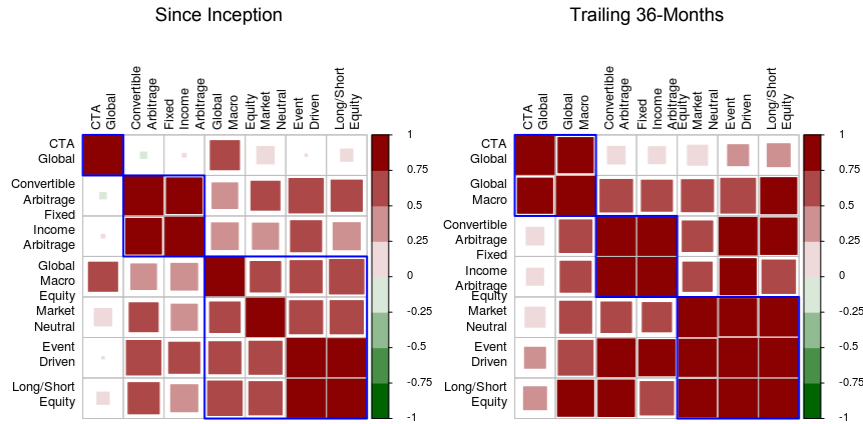 Since Inception
Trailing 36-Months
CTA
Global
Convertible
Arbitrage
Fixed
Income
Arbitrage
Global
Macro
Equity
Market
Neutral
Event
Driven
Long/Short
Equity
CTA
Global
Global
Macro
Convertible
Arbitrage
Fixed
Income
Arbitrage
Equity
Market
Neutral
Event
Driven
Long/Short
Equity
CTA
Global
Convertible
Arbitrage
Fixed
Income
Arbitrage
Global
Macro
Equity
Market
Neutral
Event
Driven
Long/Short
Equity
1
0.75
0.5
0.25
0
-0.25
-0.5
-0.75
-1
CTA
Global
Global
Macro
Convertible
Arbitrage
Fixed
Income
Arbitrage
Equity
Market
Neutral
Event
Driven
Long/Short
Equity
1
0.75
0.5
0.25
0
-0.25
-0.5
-0.75
-1